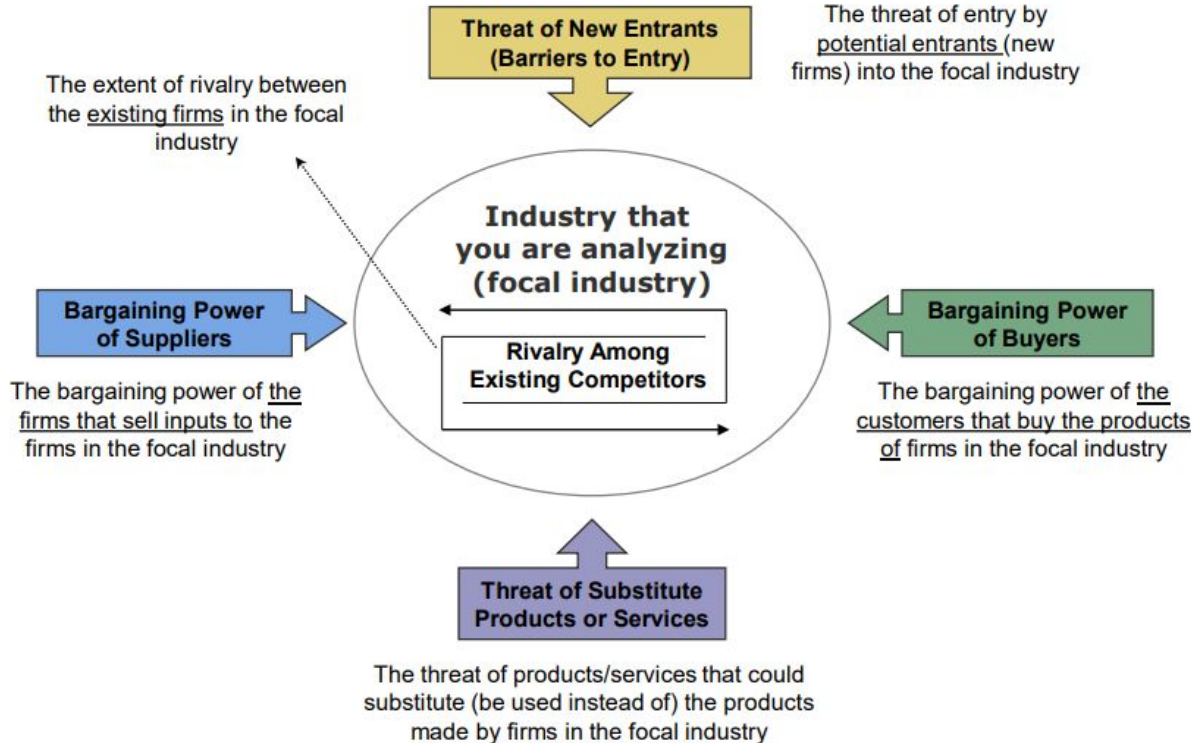 Threat of New Entrants
(Barriers to Entry)
The threat of entry by
potential entrants (new
firms) into the focal industry
The extent of rivalry between
the existing firms in the focal
industry
Industry that
you are analyzing
(focal industry)
Rivalry Among
Existing Competitors
Bargaining Power
of Suppliers
The bargaining power of the
firms that sell inputs to the
firms in the focal industry
Bargaining Power
of Buyers
The bargaining power of the
customers that buy the products
of firms in the focal industry
Threat of Substitute
Products or Services
The threat of products/services that could
substitute (be used instead of) the products
made by firms in the focal industry